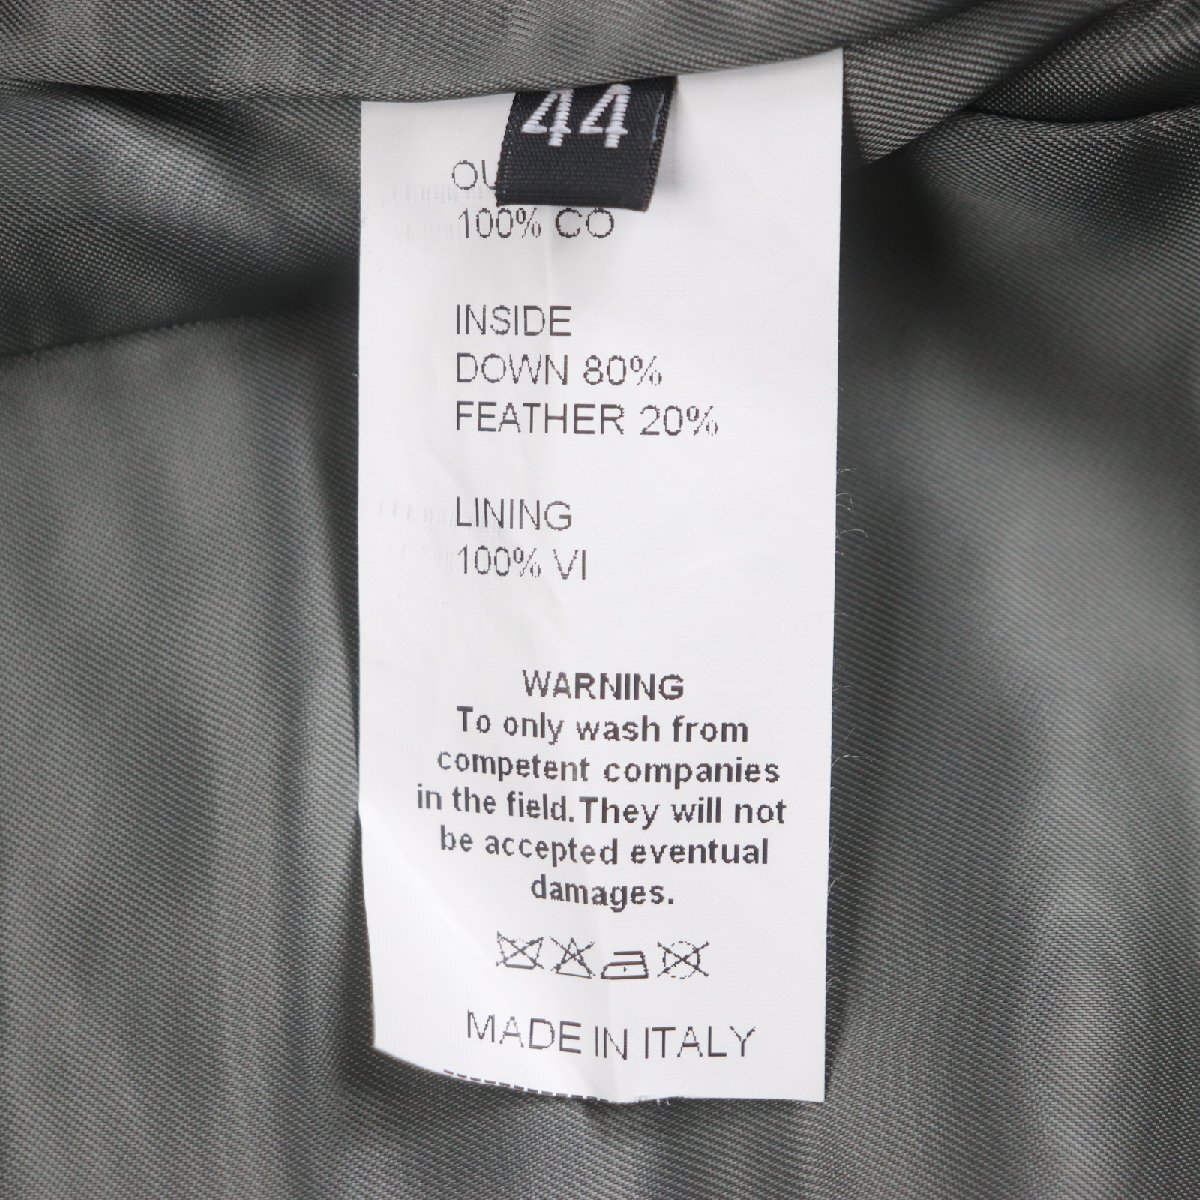 44
100% CO
INSIDE
DOWN 80%
FEATHER 20%
LINING
100% VI
WARNING
To only wash from
competent companies
in the field. They will not
be accepted eventual
damages.
MADE IN ITALY